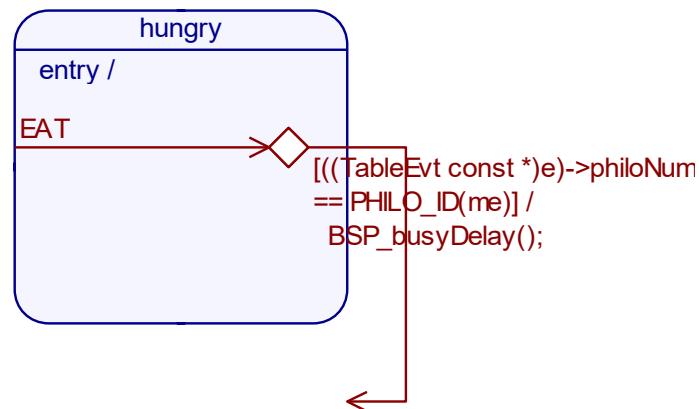 hungry
entry /
EAT
[((TableEvt const *)e)->philoNum
== PHILO_ID(me)] /
BSP_busyDelay();